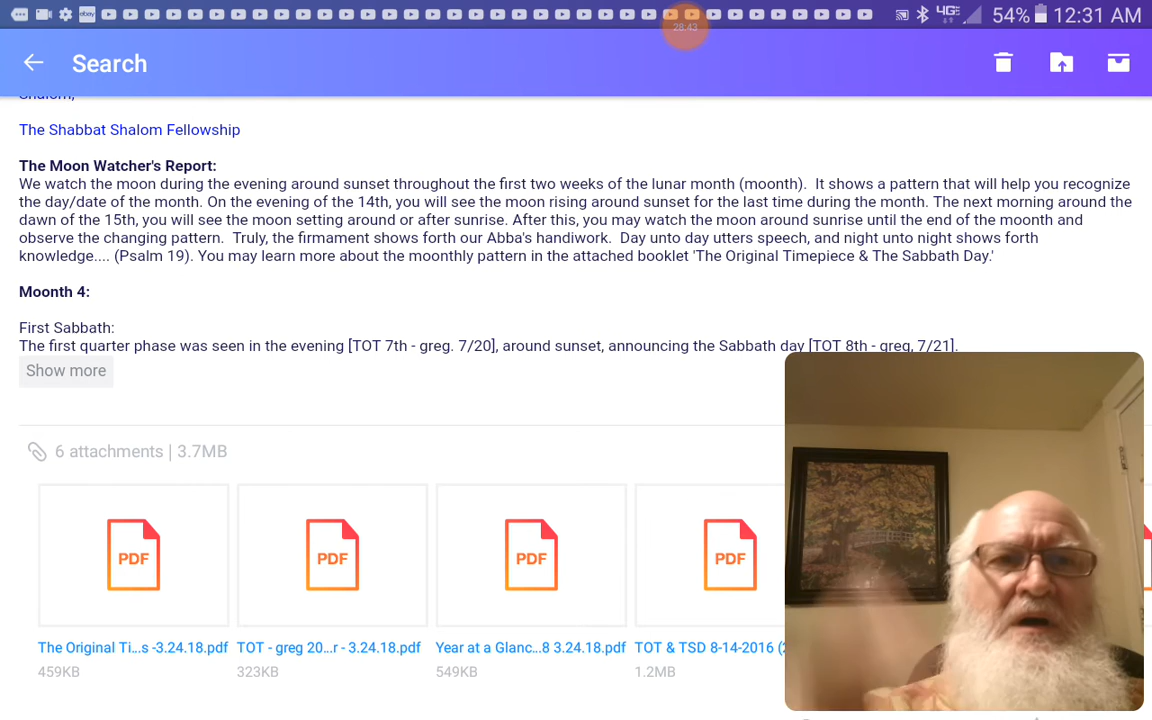 ebay
4G
54%
12:31 AM
28:43
Search
Shalom,
The Shabbat Shalom Fellowship
The Moon Watcher's Report:
We watch the moon during the evening around sunset throughout the first two weeks of the lunar month (moonth).  It shows a pattern that will help you recognize
the day/date of the month. On the evening of the 14th, you will see the moon rising around sunset for the last time during the month. The next morning around the
dawn of the 15th, you will see the moon setting around or after sunrise. After this, you may watch the moon around sunrise until the end of the moonth and
observe the changing pattern.  Truly, the firmament shows forth our Abba's handiwork.  Day unto day utters speech, and night unto night shows forth
knowledge.... (Psalm 19). You may learn more about the moonthly pattern in the attached booklet 'The Original Timepiece & The Sabbath Day.'
Moonth 4:
First Sabbath:
The first quarter phase was seen in the evening [TOT 7th - greg. 7/20], around sunset, announcing the Sabbath day [TOT 8th - greg, 7/21].
Show more
6 attachments | 3.7MB
PDF PDF PDF PDF
The Original Ti...s -3.24.18.pdf
TOT - greg 20...r - 3.24.18.pdf
Year at a Glanc...8 3.24.18.pdf
TOT & TSD 8-14-2016 (2
459KB
323KB
549KB
1.2MB